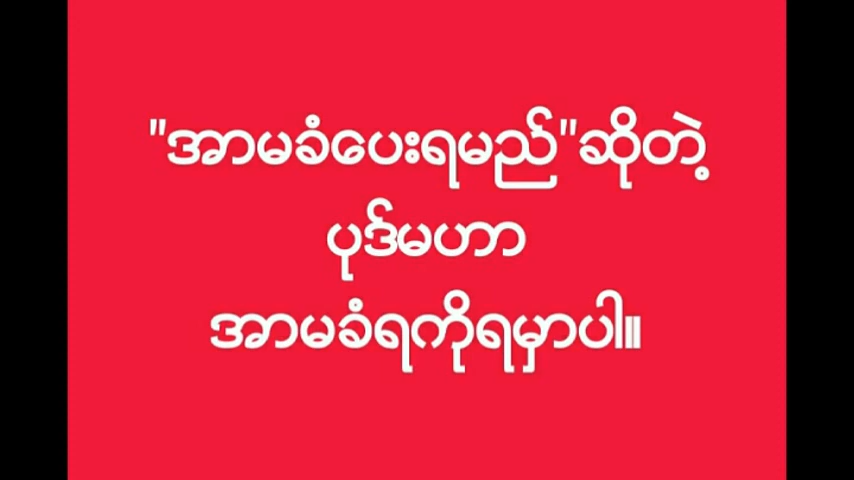 "အာမခံပေးရမည်"ဆိုတဲ့
ပုဒ်မဟာ
အာမခံရကိုရမှာပါ။